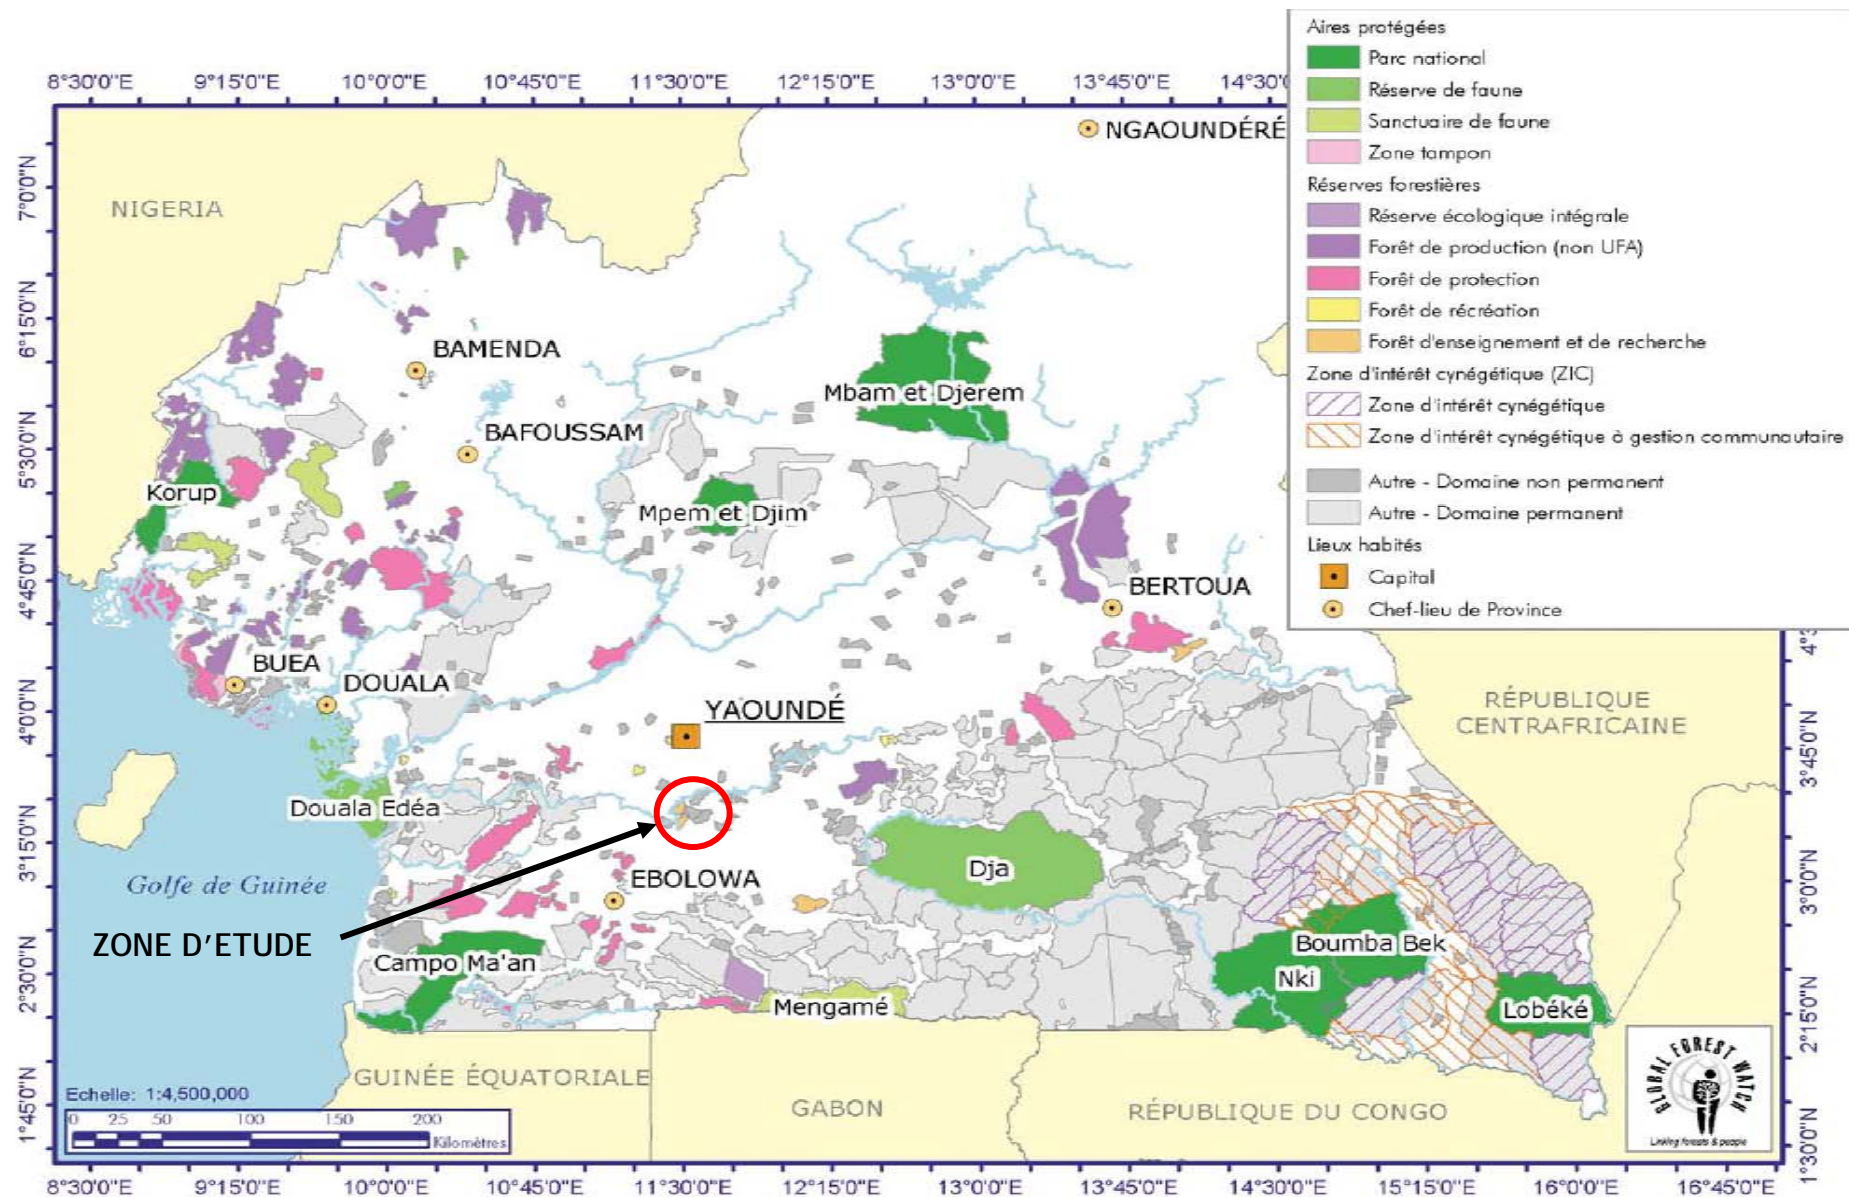 8°30'0"E 9°15'0"E 10°0'0"E 10°45'0"E 11°30'0"E 12°15'0"E 13°0'0"E 13°45'0"E
Aires protégées
Parc national
Réserve de faune
Sanctuaire de faune
Zone tampon
Réserves forestières
Réserve écologique intégrale
Forêt de production (non UFA)
Forêt de protection
Forêt de récréation
Forêt d'enseignement et de recherche
Zone d'intérêt cynégétique (ZIC)
Zone d'intérêt cynégétique
Zone d'intérêt cynégétique à gestion communautaire
Autre - Domaine non permanent
Autre - Domaine permanent
Lieux habités
Capital
Chef-lieu de Province
7°0'0"N
6°15'0"N
5°30'0"N
4°45'0"N
4°0'0"N
3°15'0"N
2°30'0"N
1°45'0"N
NGAOUNDÉRÉ
NIGERIA
BAMENDA
Mbam et Djerem
BAFOUSSAM
Korup
Mpem et Djim
BERTOUA
BUEA
DOUALA
YAOUNDÉ
RÉPUBLIQUE
CENTRAFRICAINE
Douala Edéa
Dja
Golfe de Guinée
EBOLOWA
ZONE D'ETUDE
Campo Ma'an
Boumba Bek
Nki
Mengamé
Lobéké
GUINÉE ÉQUATORIALE
GABON
RÉPUBLIQUE DU CONGO
3°45'0"N
3°0'0"N
2°15'0"N
1°30'0"N
Echelle: 1:4,500,000
0 25 50 100 150 200
Kilomètres
GLOBAL FOREST WATCH
Linking forests & people
8°30'0"E 9°15'0"E 10°0'0"E 10°45'0"E 11°30'0"E 12°15'0"E 13°0'0"E 13°45'0"E 14°30'0"E 15°15'0"E 16°0'0"E 16°45'0"E